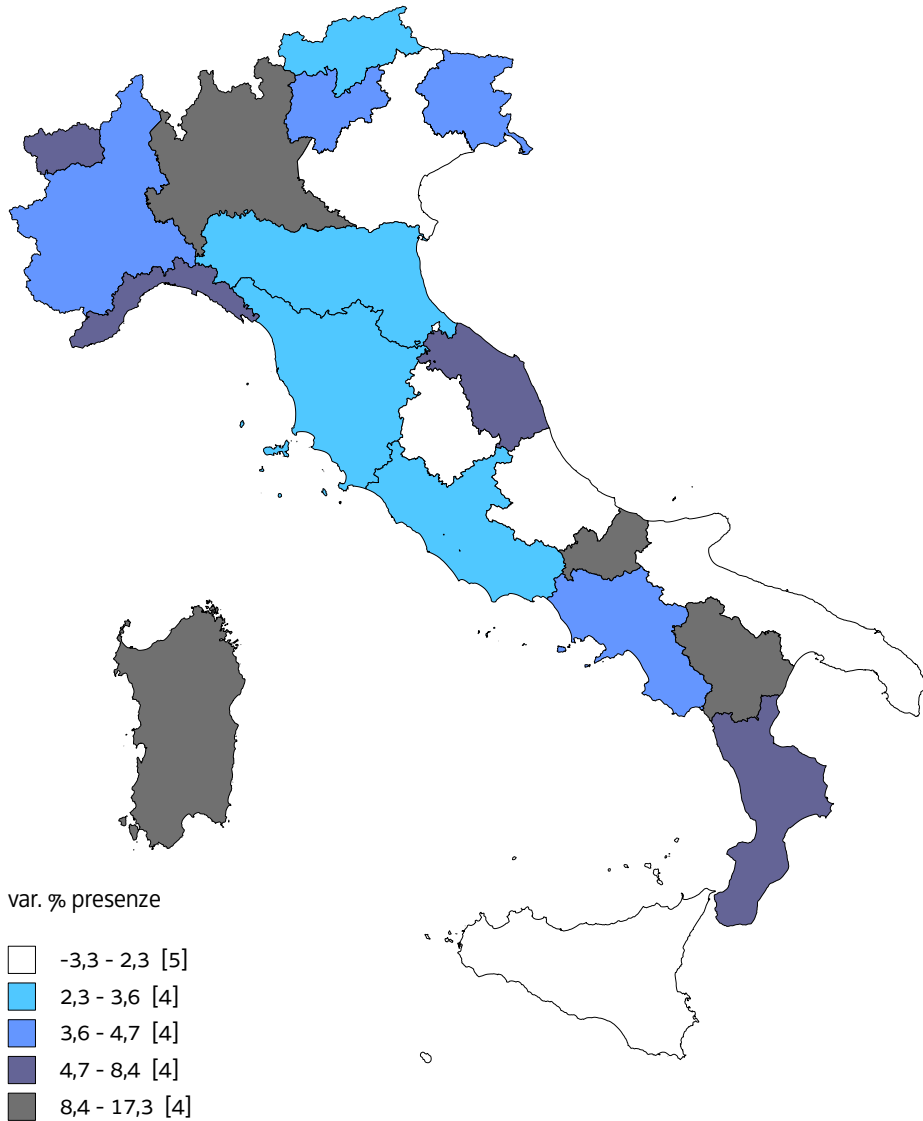 var. % presenze
-3,3 - 2,3 [5]
2,3 - 3,6 [4]
3,6 - 4,7 [4]
4,7 - 8,4 [4]
8,4 - 17,3 [4]